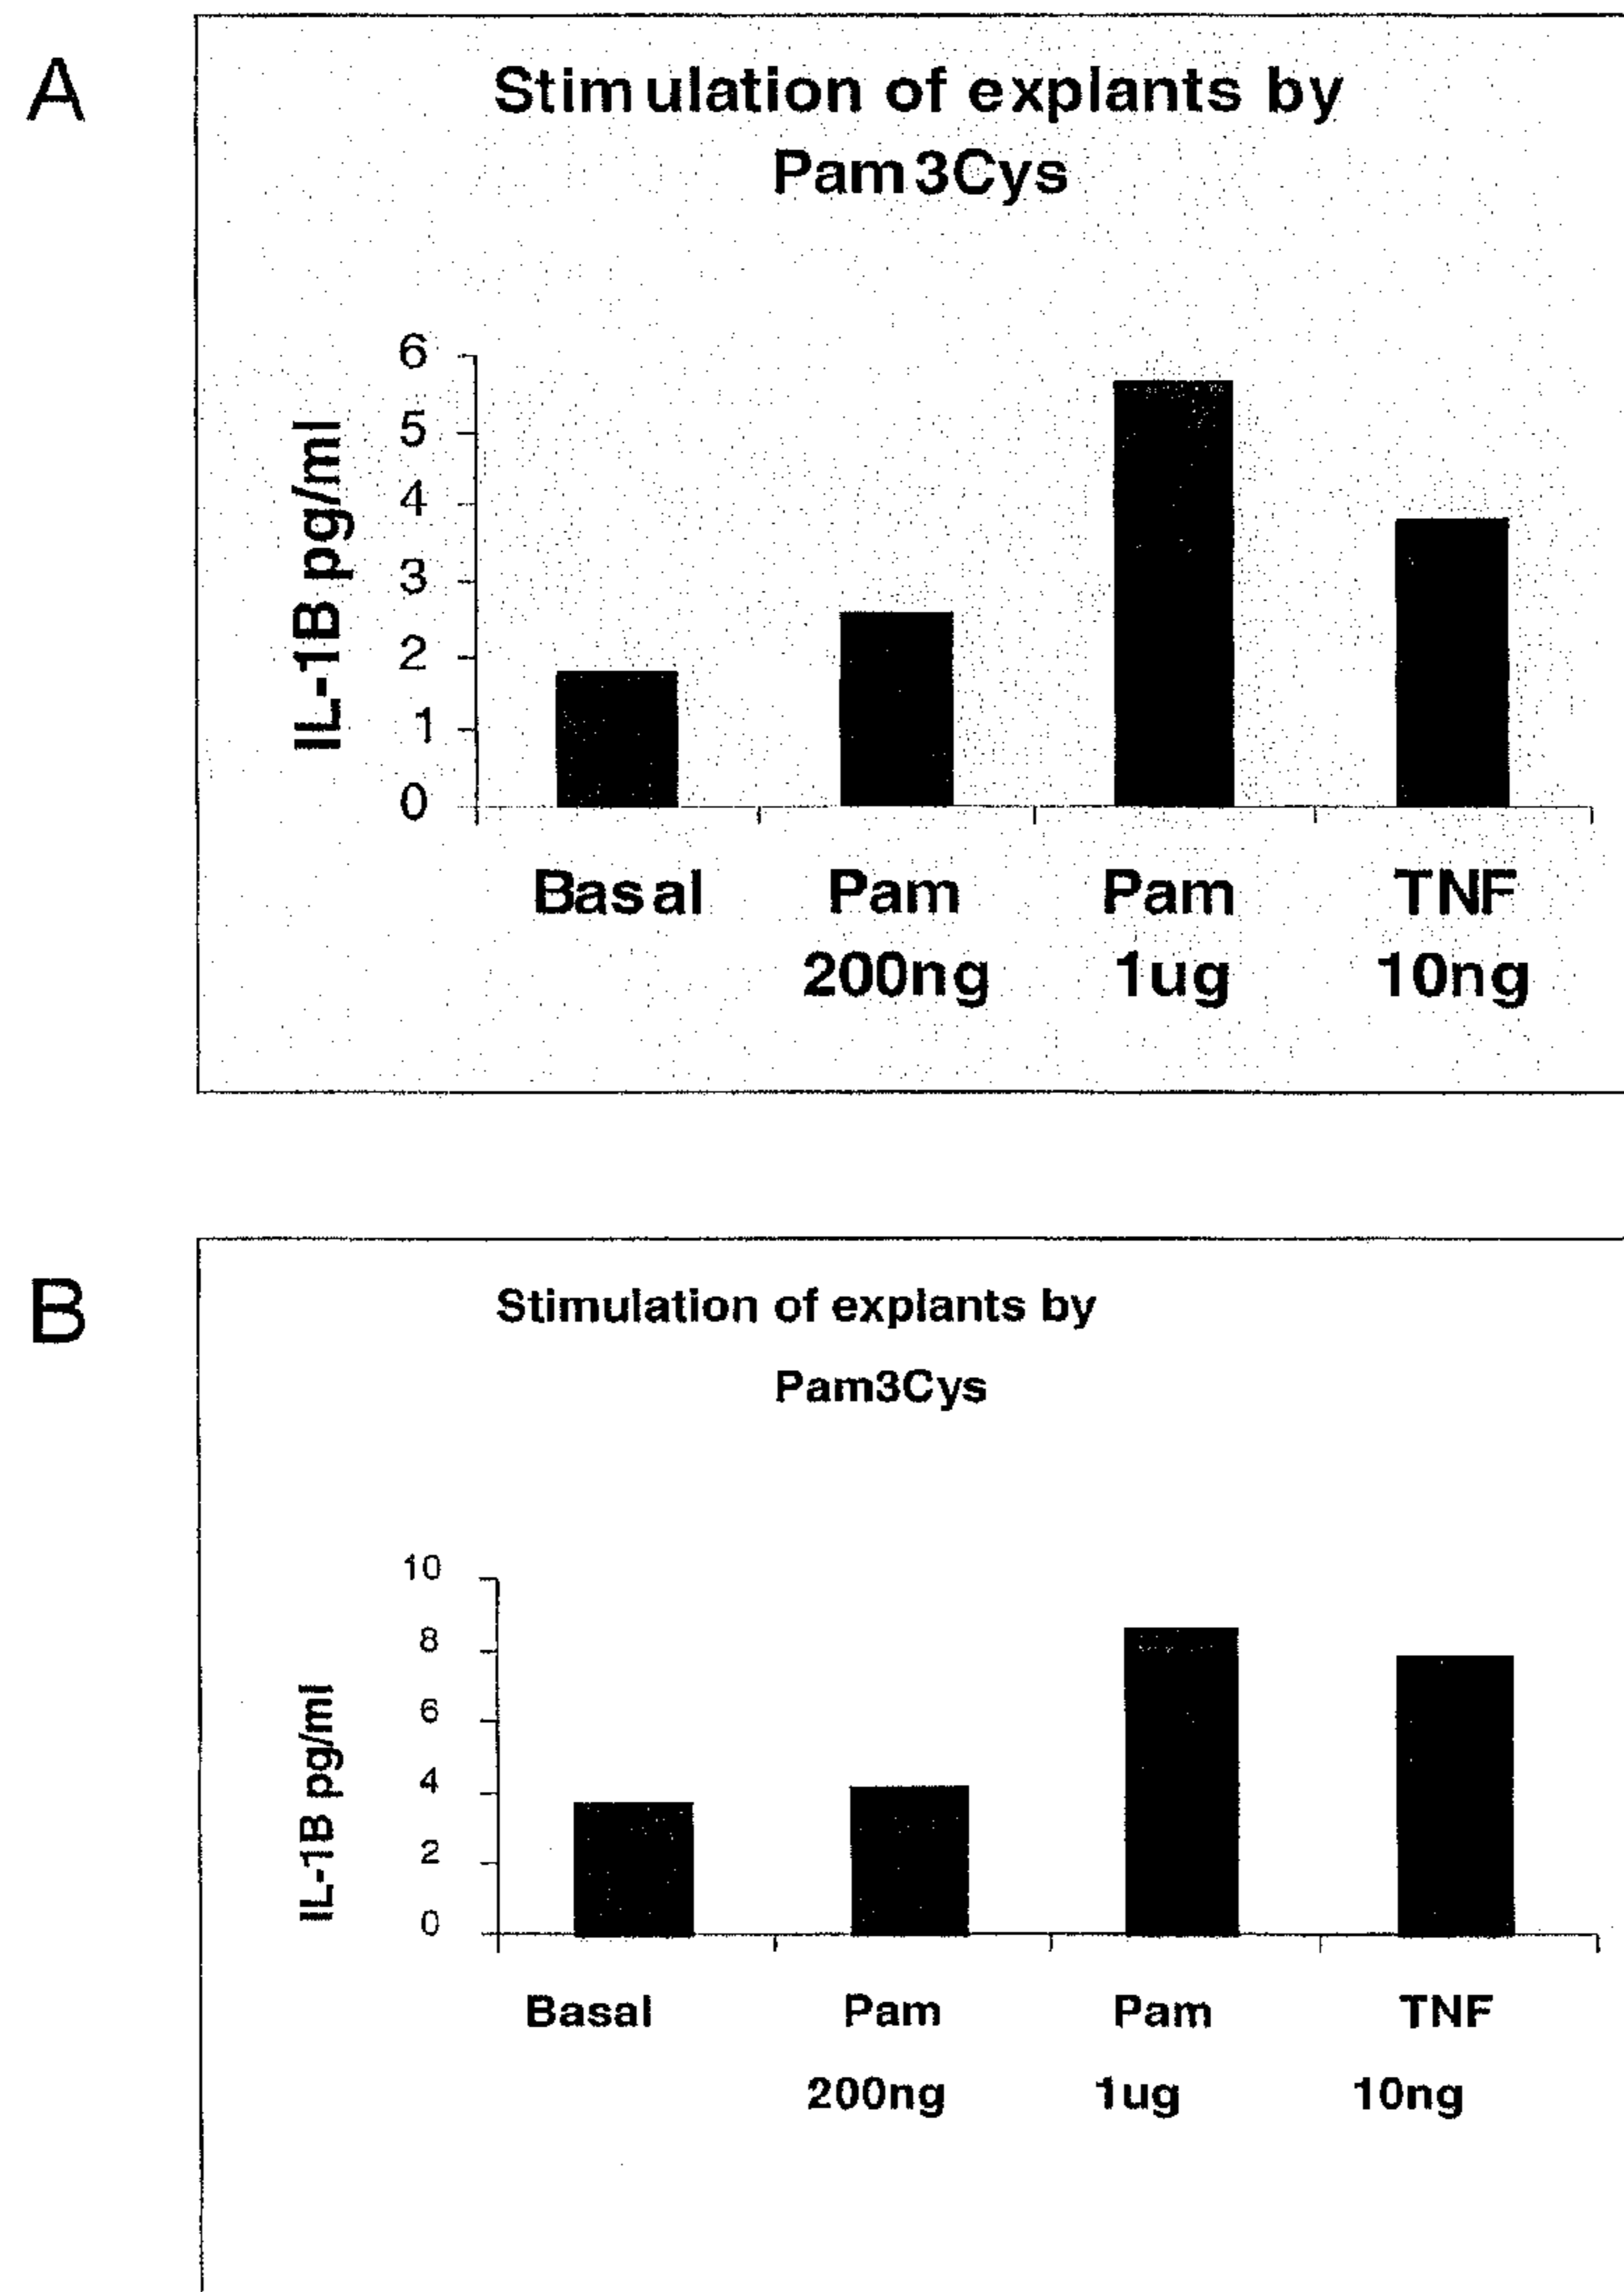 A
Stimulation of explants by
Pam3Cys
IL-1B pg/ml
6
5
4
3
2
1
0
Basal Pam Pam TNF
200ng 1ug 10ng
B
Stimulation of explants by
Pam3Cys
IL-1B pg/ml
10
8
6
4
2
0
Basal Pam Pam TNF
200ng 1ug 10ng